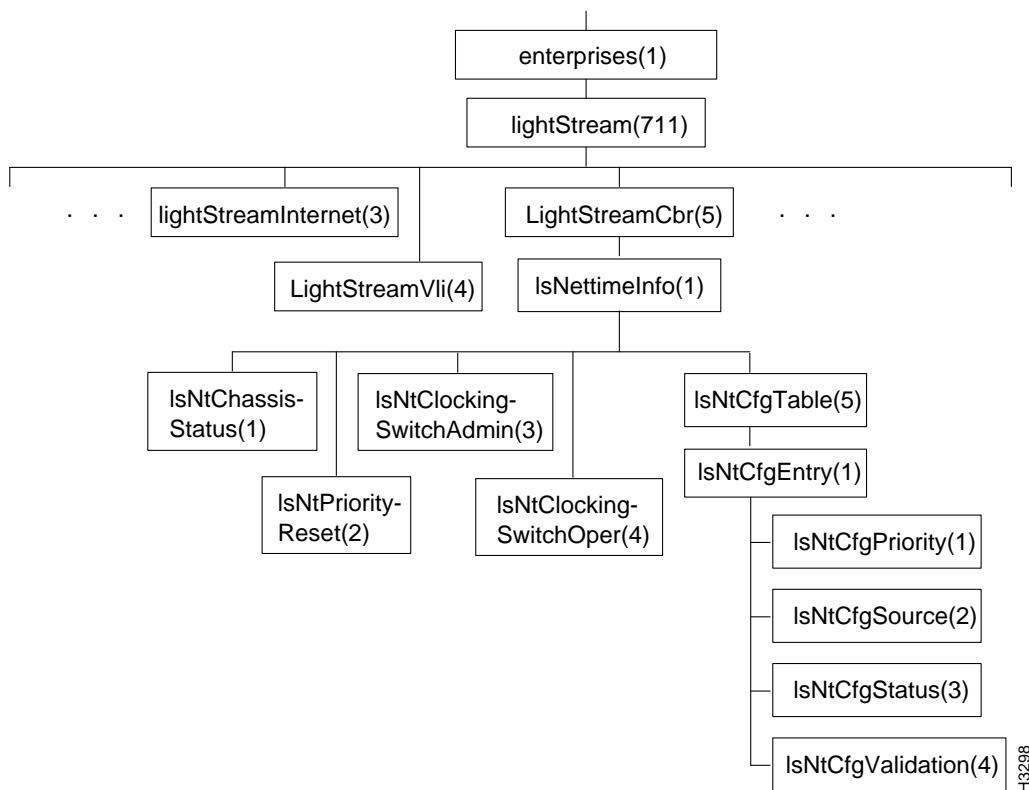 enterprises(1)
lightStream(711)
. . .
lightStreamInternet(3)
LightStreamCbr(5)
. . .
LightStreamVli(4)
lsNettimeInfo(1)
lsNtChassis-
Status(1)
lsNtClocking-
SwitchAdmin(3)
lsNtCfgTable(5)
lsNtPriority-
Reset(2)
lsNtClocking-
SwitchOper(4)
lsNtCfgEntry(1)
lsNtCfgPriority(1)
lsNtCfgSource(2)
lsNtCfgStatus(3)
lsNtCfgValidation(4)
H3298